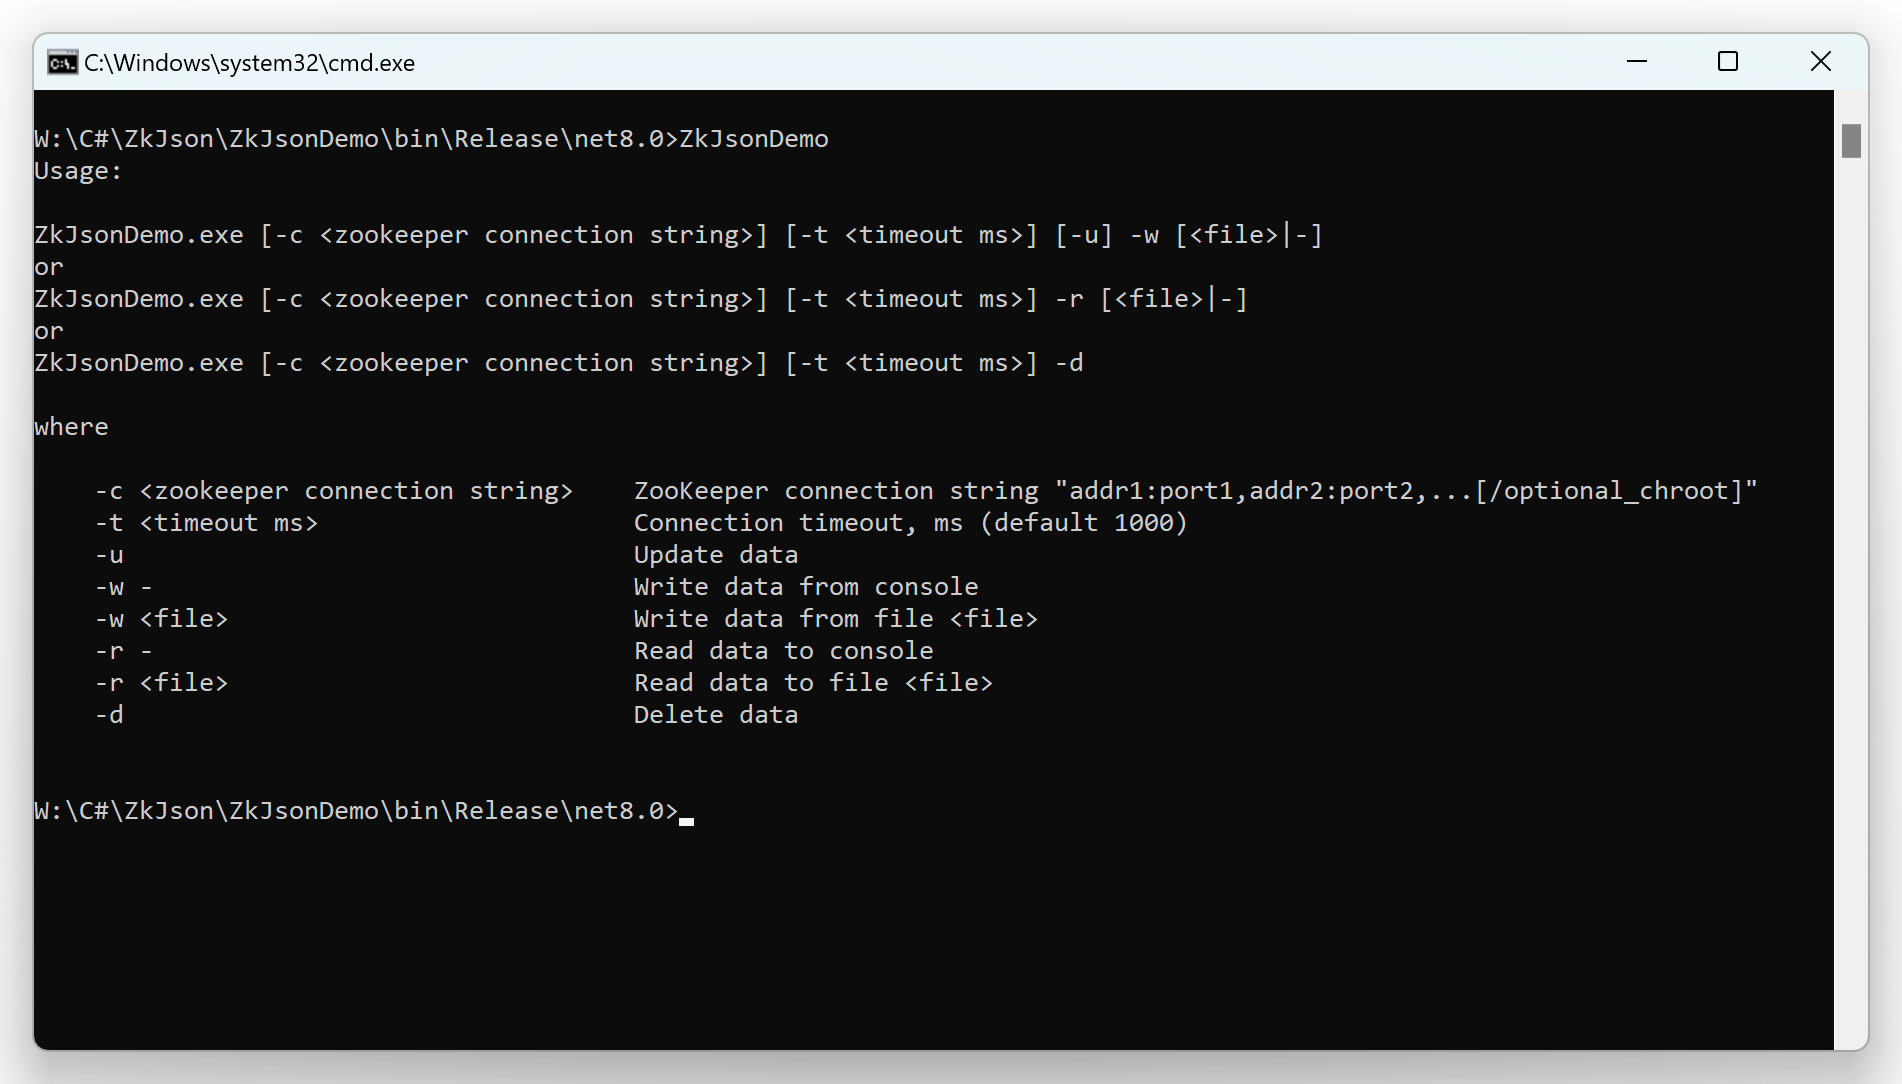 C:\Windows\system32\cmd.exe
W:\C#\ZkJson\ZkJsonDemo\bin\Release\net8.0>ZkJsonDemo
Usage:
ZkJsonDemo.exe [-c <zookeeper connection string>] [-t <timeout ms>] [-u] -w [<file>|-]
or
ZkJsonDemo.exe [-c <zookeeper connection string>] [-t <timeout ms>] -r [<file>|-]
or
ZkJsonDemo.exe [-c <zookeeper connection string>] [-t <timeout ms>] -d
where
    -c <zookeeper connection string>    ZooKeeper connection string "addr1:port1,addr2:port2,...[/optional_chroot]"
    -t <timeout ms>                     Connection timeout, ms (default 1000)
    -u                                  Update data
    -w -                                Write data from console
    -w <file>                           Write data from file <file>
    -r -                                Read data to console
    -r <file>                           Read data to file <file>
    -d                                  Delete data
W:\C#\ZkJson\ZkJsonDemo\bin\Release\net8.0>